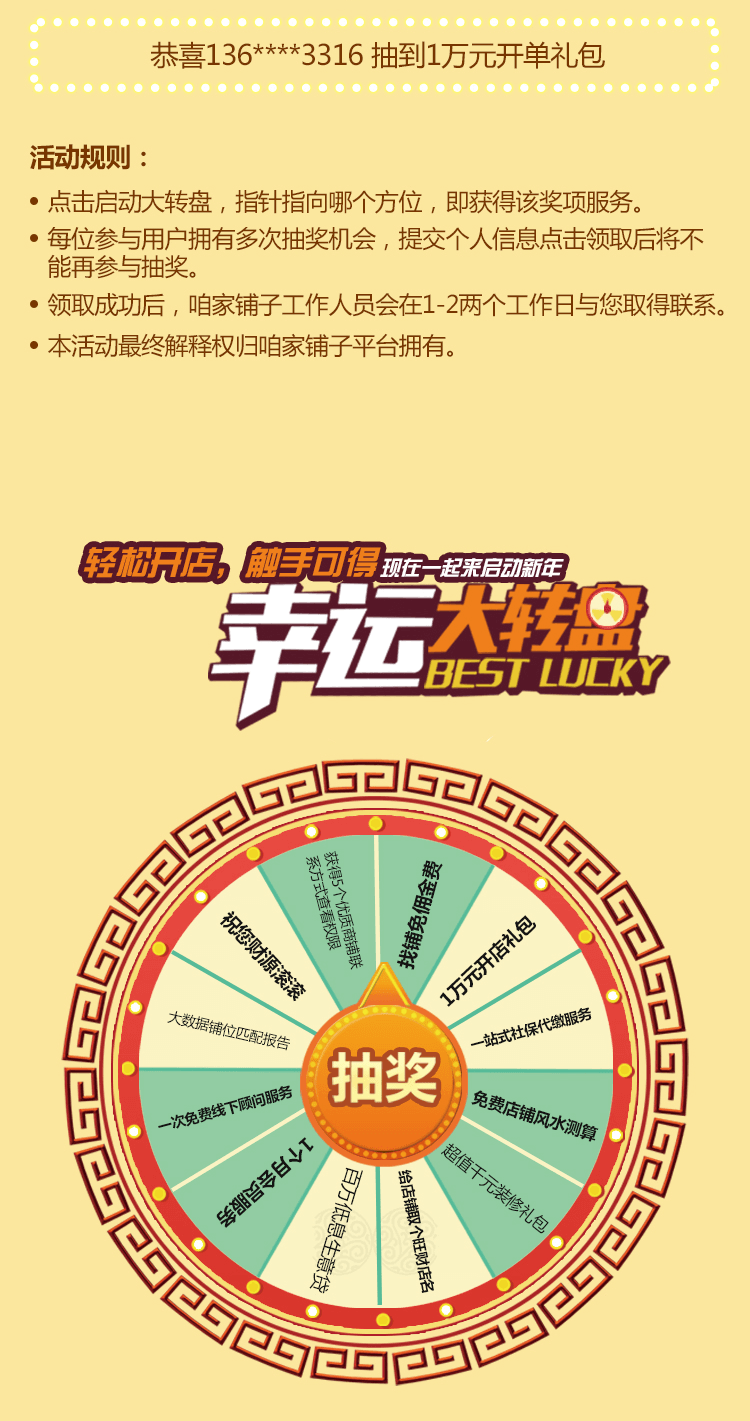 恭喜136****3316 抽到1万元开单礼包
活动规则：
• 点击启动大转盘，指针指向哪个方位，即获得该奖项服务。
• 每位参与用户拥有多次抽奖机会，提交个人信息点击领取后将不
能再参与抽奖。
• 领取成功后，咱家铺子工作人员会在1-2两个工作日与您取得联系。
• 本活动最终解释权归咱家铺子平台拥有。
轻松开店，触手可得 现在一起来启动新年
幸运大转盘
BEST LUCKY
找铺免佣金费
1万元开店礼包
一站式社保代缴服务
免费店铺风水测算
超值千元装修礼包
给店铺取个旺财店名
百万低息生意贷
1个月会员服务
一次免费线下顾问服务
大数据铺位匹配报告
祝您财源滚滚
获得5个优质商铺联
系方式查看权限
抽奖